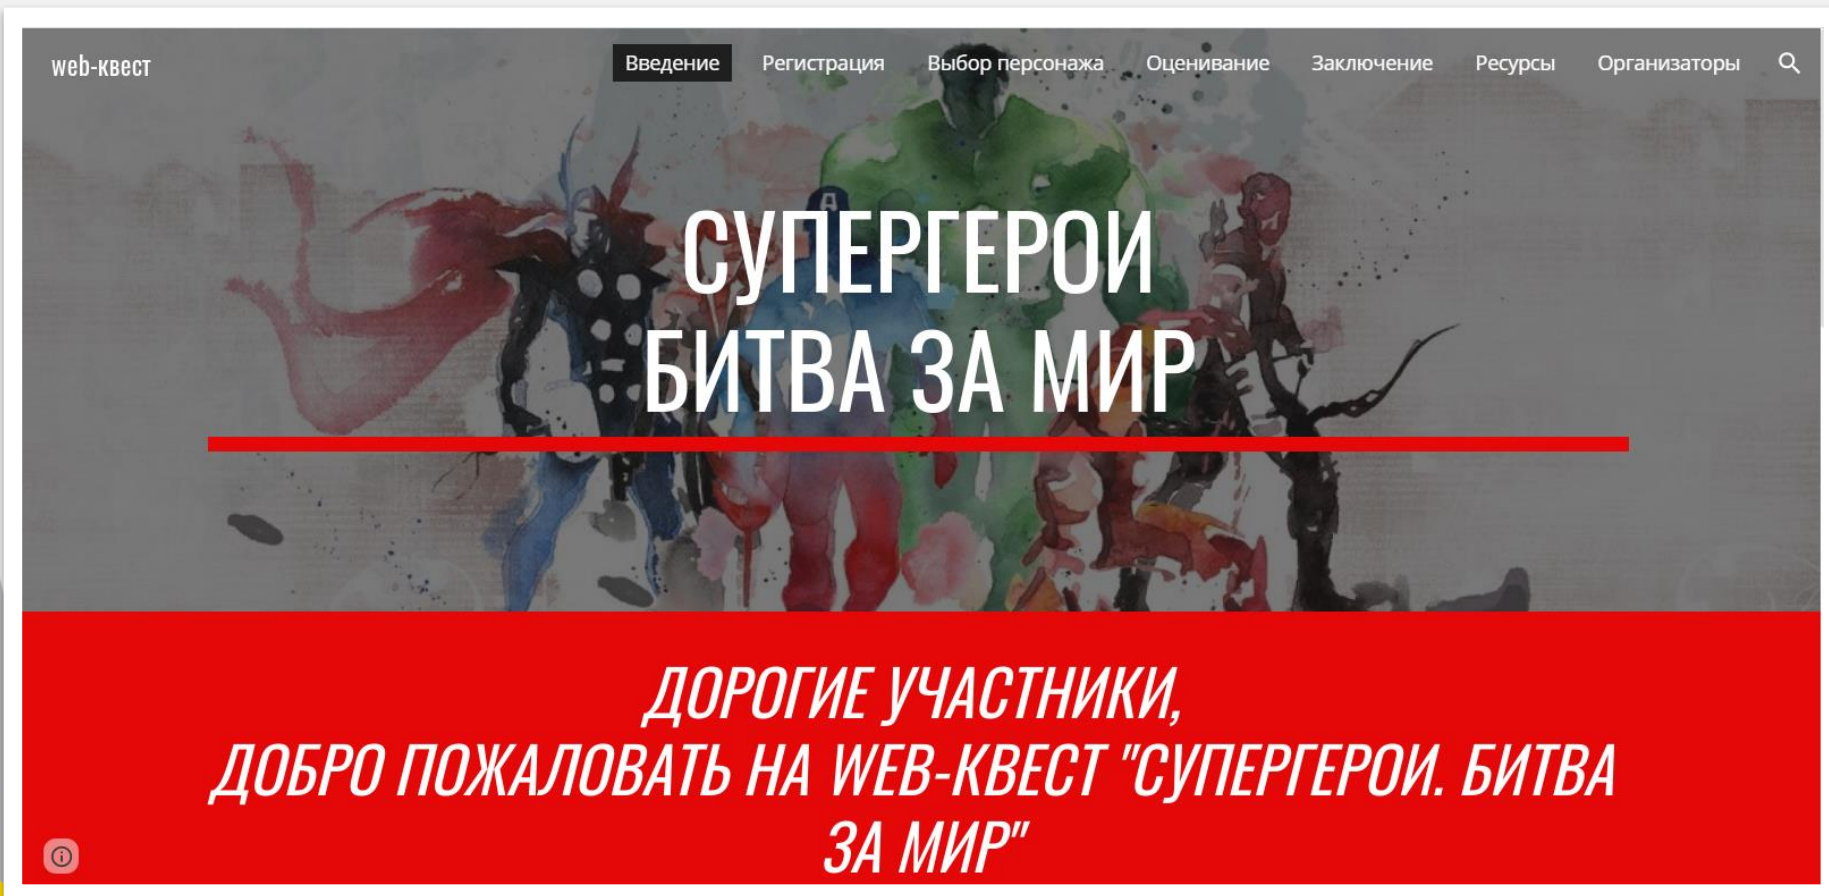 web-квест
Введение Регистрация Выбор персонажа Оценивание Заключение Ресурсы Организаторы
A
СУПЕРГЕРОИ
БИТВА ЗА МИР
ДОРОГИЕ УЧАСТНИКИ,
ДОБРО ПОЖАЛОВАТЬ НА WEB-КВЕСТ "СУПЕРГЕРОИ. БИТВА
ЗА МИР"